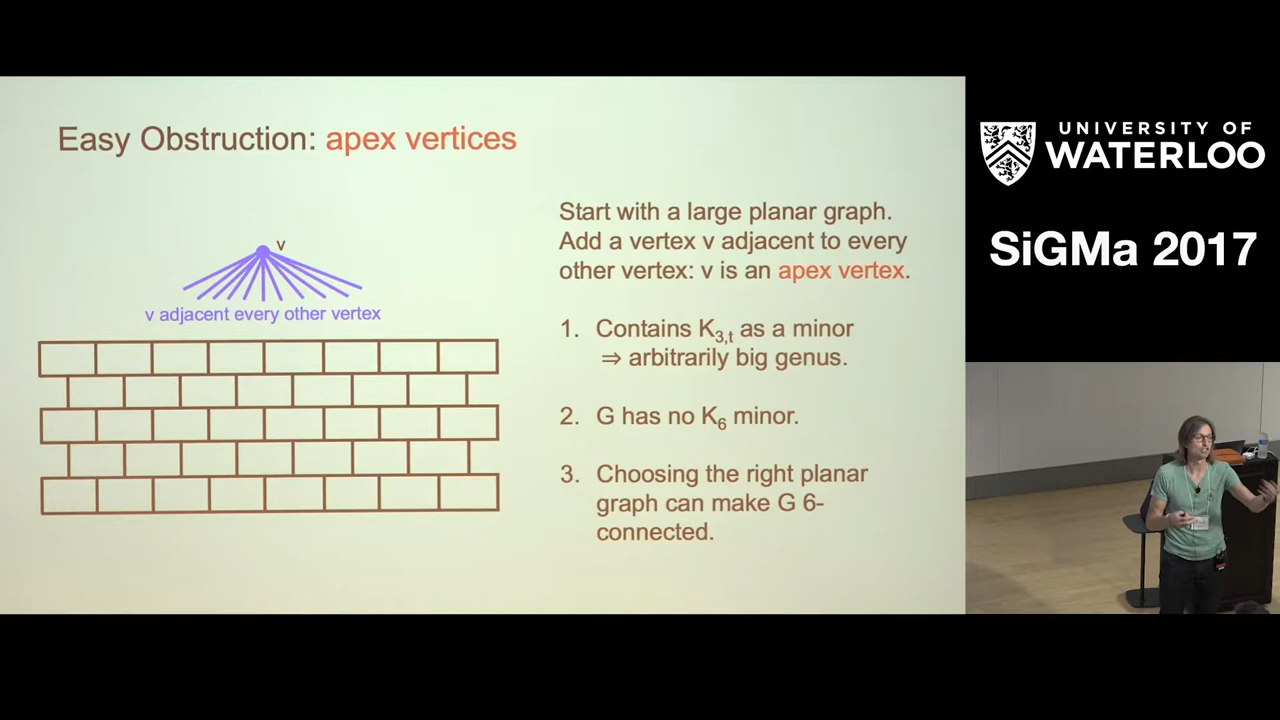 Easy Obstruction: apex vertices
v
v adjacent every other vertex
Start with a large planar graph.
Add a vertex v adjacent to every
other vertex: v is an apex vertex.
1. Contains K3,t as a minor
⇒ arbitrarily big genus.
2. G has no K6 minor.
3. Choosing the right planar
graph can make G 6-
connected.
UNIVERSITY OF
WATERLOO
SiGMa 2017